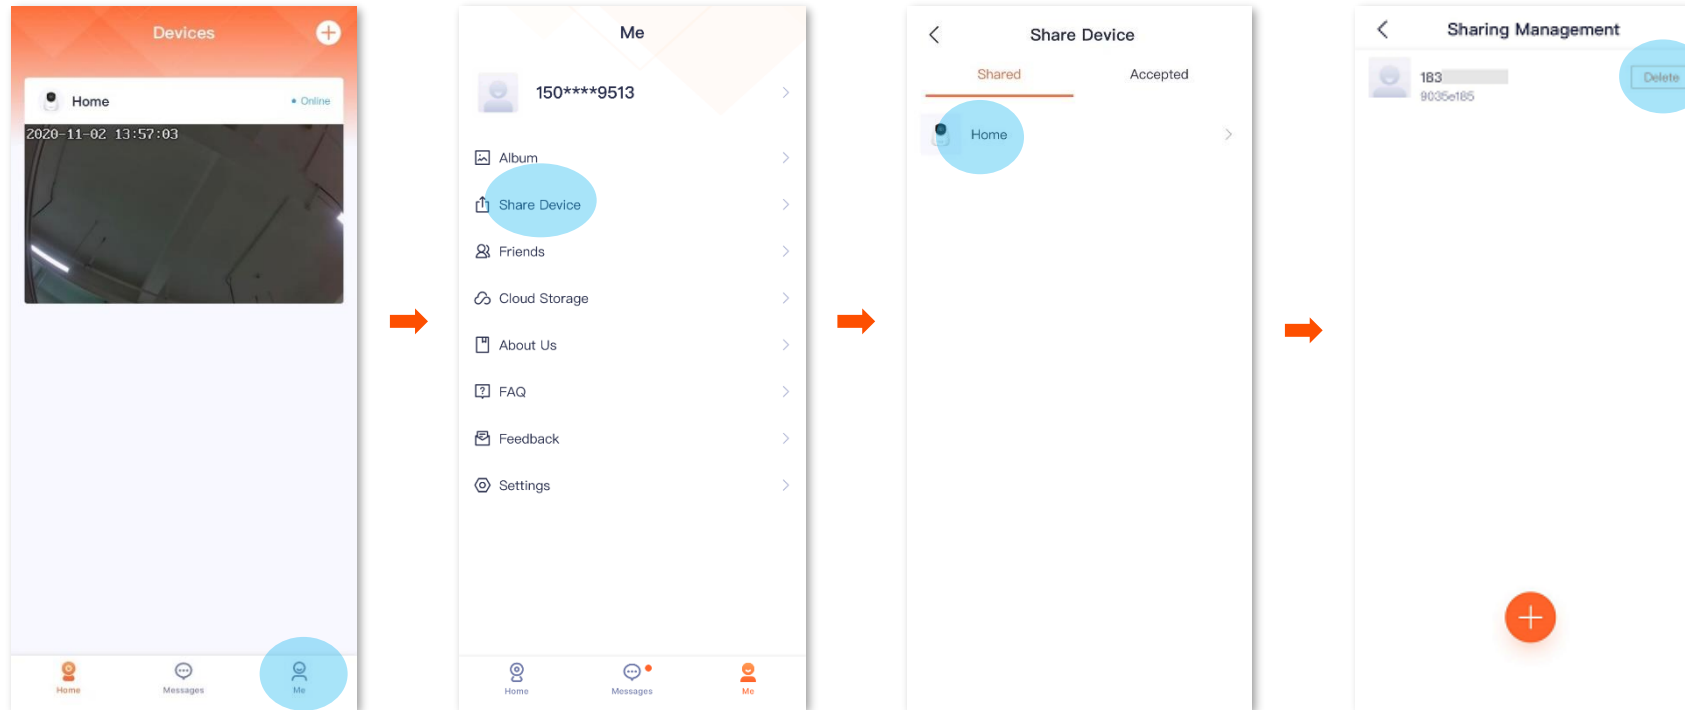 Devices
Home
• Online
2020-11-02 13:57:03
Home
Messages
Me
Me
150****9513
Album
Share Device
Friends
Cloud Storage
About Us
FAQ
Feedback
Settings
Home
Messages
Me
Share Device
Shared
Accepted
Home
Sharing Management
183
9035e185
Delete